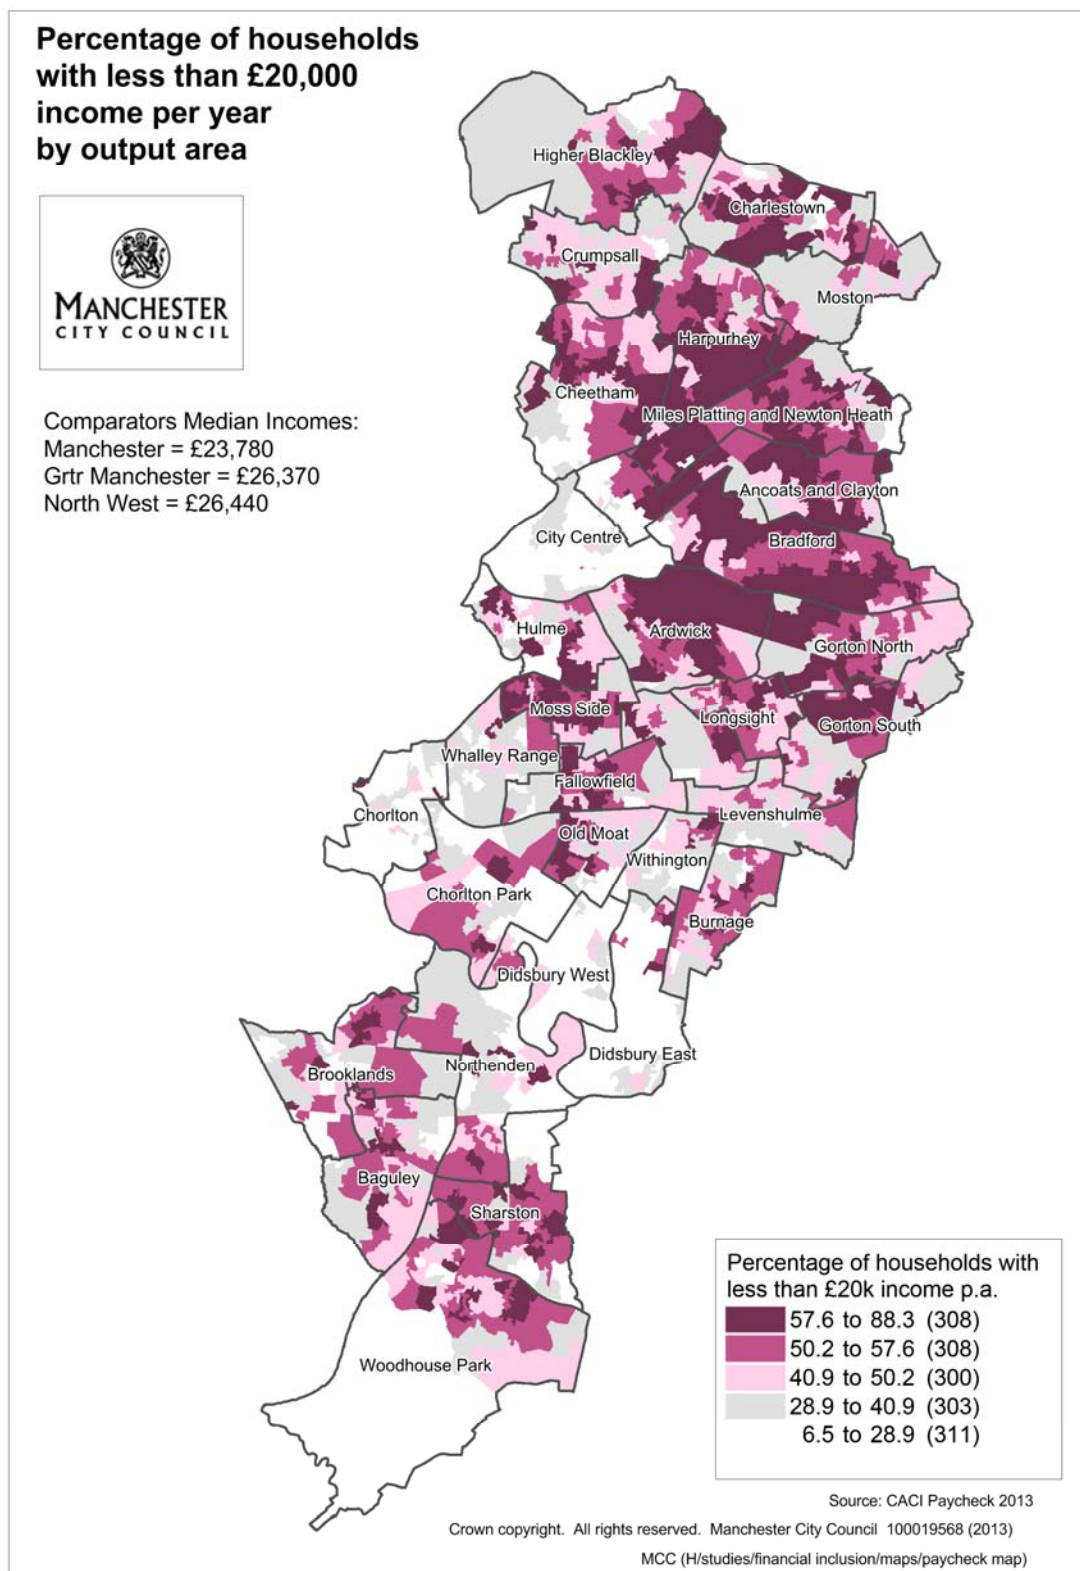 Percentage of households
with less than £20,000
income per year
by output area
MANCHESTER
CITY COUNCIL
Comparators Median Incomes:
Manchester = £23,780
Grtr Manchester = £26,370
North West = £26,440
Higher Blackley
Charlestown
Crumpsall
Moston
Harpurhey
Cheetham
Miles Platting and Newton Heath
Ancoats and Clayton
City Centre
Bradford
Hulme
Ardwick
Gorton North
Moss Side
Longsight
Gorton South
Whalley Range
Fallowfield
Chorlton
Levenshulme
Old Moat
Withington
Chorlton Park
Burnage
Didsbury West
Didsbury East
Northenden
Brooklands
Baguley
Sharston
Woodhouse Park
Percentage of households with
less than £20k income p.a.
57.6 to 88.3 (308)
50.2 to 57.6 (308)
40.9 to 50.2 (300)
28.9 to 40.9 (303)
6.5 to 28.9 (311)
Source: CACI Paycheck 2013
Crown copyright. All rights reserved. Manchester City Council 100019568 (2013)
MCC (H/studies/financial inclusion/maps/paycheck map)